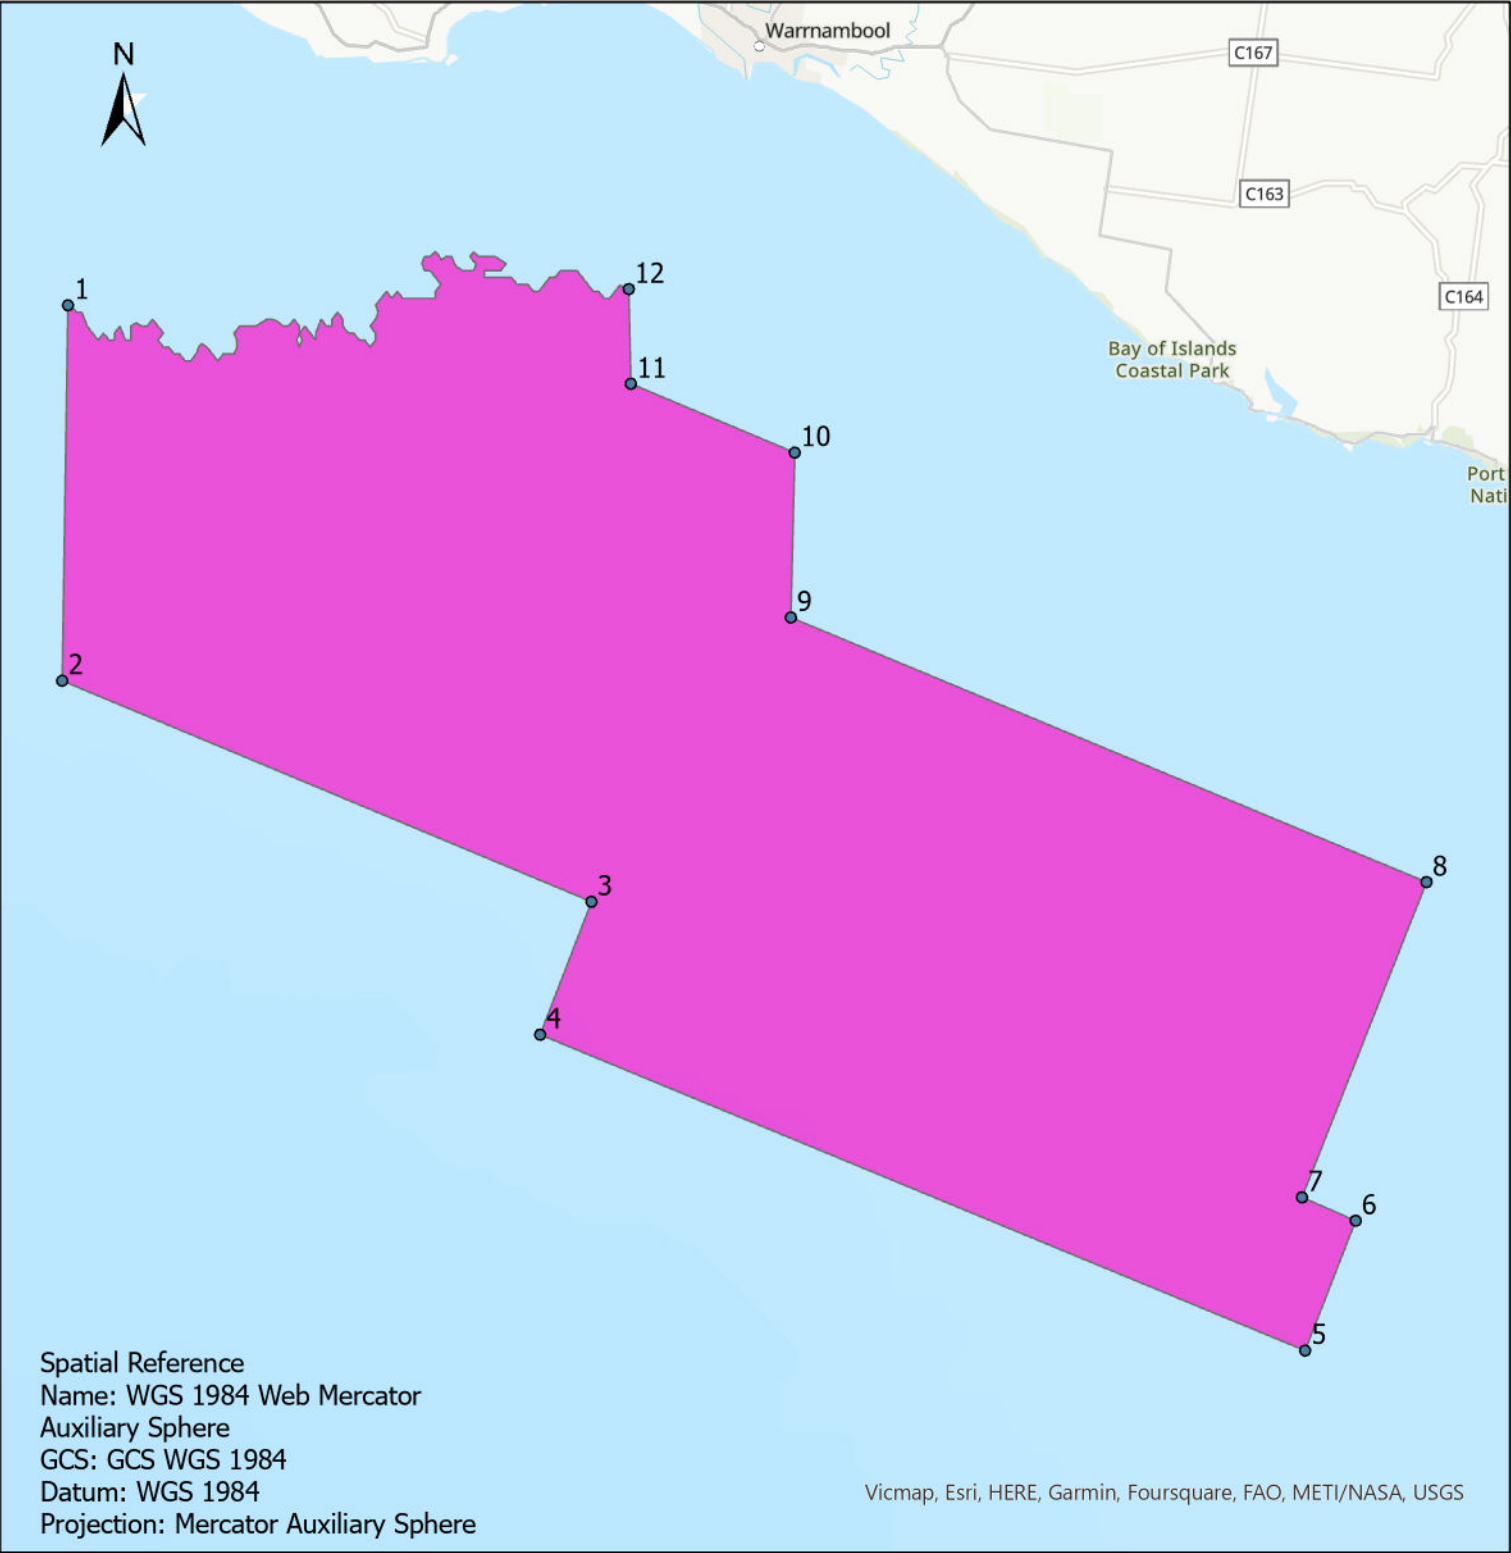 Warrnambool
N
C167
C163
12
1
C164
Bay of Islands
Coastal Park
11
10
Port
Nati
9
2
8
3
4
7
6
5
Spatial Reference
Name: WGS 1984 Web Mercator
Auxiliary Sphere
GCS: GCS WGS 1984
Datum: WGS 1984
Projection: Mercator Auxiliary Sphere
Vicmap, Esri, HERE, Garmin, Foursquare, FAO, METI/NASA, USGS